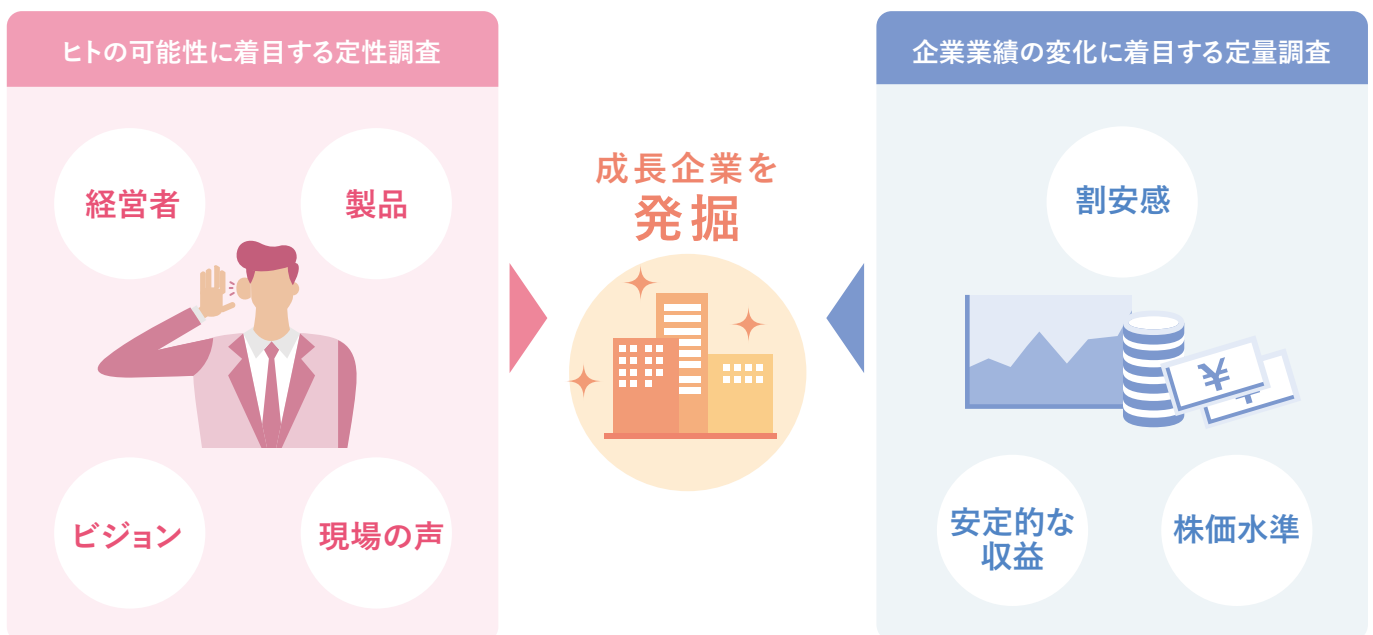 ヒトの可能性に着目する定性調査
経営者
製品
ビジョン
現場の声
成長企業を
発掘
企業業績の変化に着目する定量調査
割安感
¥
¥
安定的な
収益
株価水準